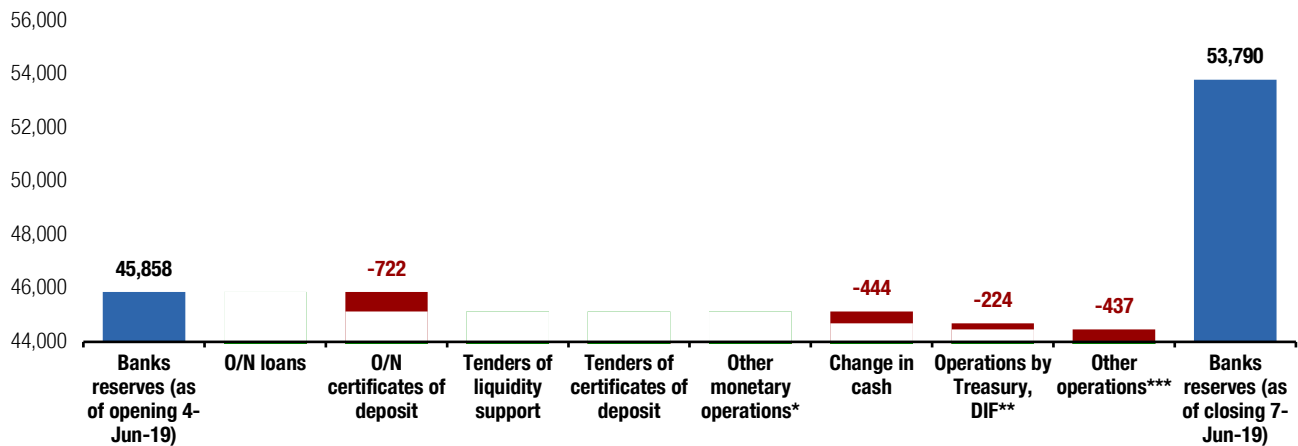 56,000
54,000
52,000
50,000
48,000
46,000
44,000
45,858
-722
-444
-224
-437
53,790
Banks
reserves (as
of opening 4-
Jun-19)
O/N loans
O/N
certificates of
deposit
Tenders of
liquidity
support
Tenders of
certificates of
deposit
Other
monetary
operations*
Change in
cash
Operations by
Treasury,
DIF**
Other
operations***
Banks
reserves (as
of closing 7-
Jun-19)